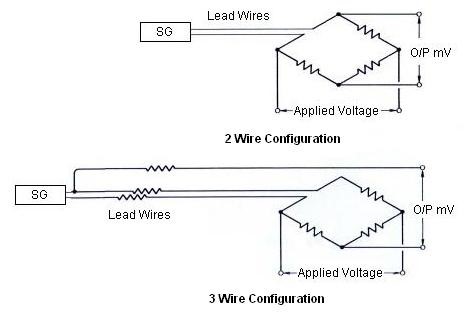 Lead Wires
SG
O/P mV
Applied Voltage
2 Wire Configuration
SG
Lead Wires
O/P mV
Applied Voltage
3 Wire Configuration